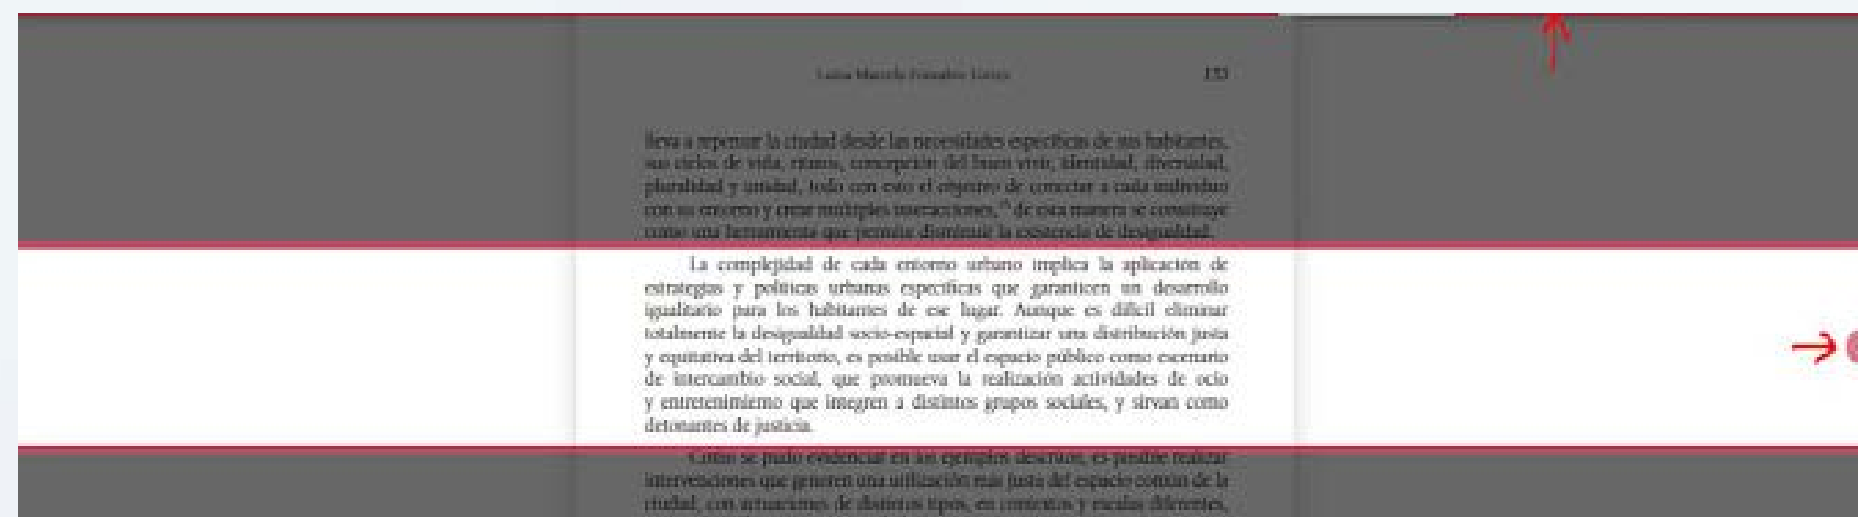 153
lleva a repensar la ciudad desde las necesidades específicas de sus habitantes,
sus ciclos de vida, ritmos, concepción del buen vivir, identidad, diversidad,
pluralidad y unidad, todo con esto el objetivo de conectar a cada individuo
con su entorno y crear múltiples interacciones, de esta manera se constituye
como una herramienta que permite disminuir la existencia de desigualdad.
La complejidad de cada entorno urbano implica la aplicación de
estrategias y políticas urbanas específicas que garanticen un desarrollo
igualitario para los habitantes de ese lugar. Aunque es difícil eliminar
totalmente la desigualdad socio-espacial y garantizar una distribución justa
y equitativa del territorio, es posible usar el espacio público como escenario
de intercambio social, que promueva la realización actividades de ocio
y entretenimiento que integren a distintos grupos sociales, y sirvan como
detonantes de justicia.
Como se pudo evidenciar en los ejemplos descritos, es posible realizar
intervenciones que generen una utilización más justa del espacio común de la
ciudad, con actuaciones de distintos tipos, en contextos y escalas diferentes,